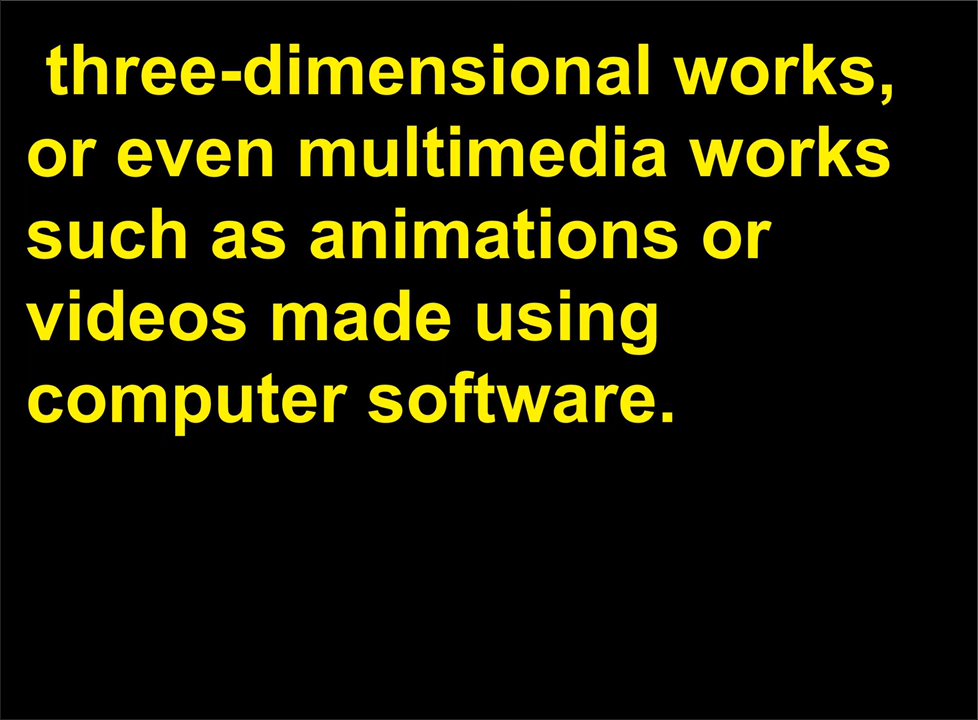 three-dimensional works,
or even multimedia works
such as animations or
videos made using
computer software.